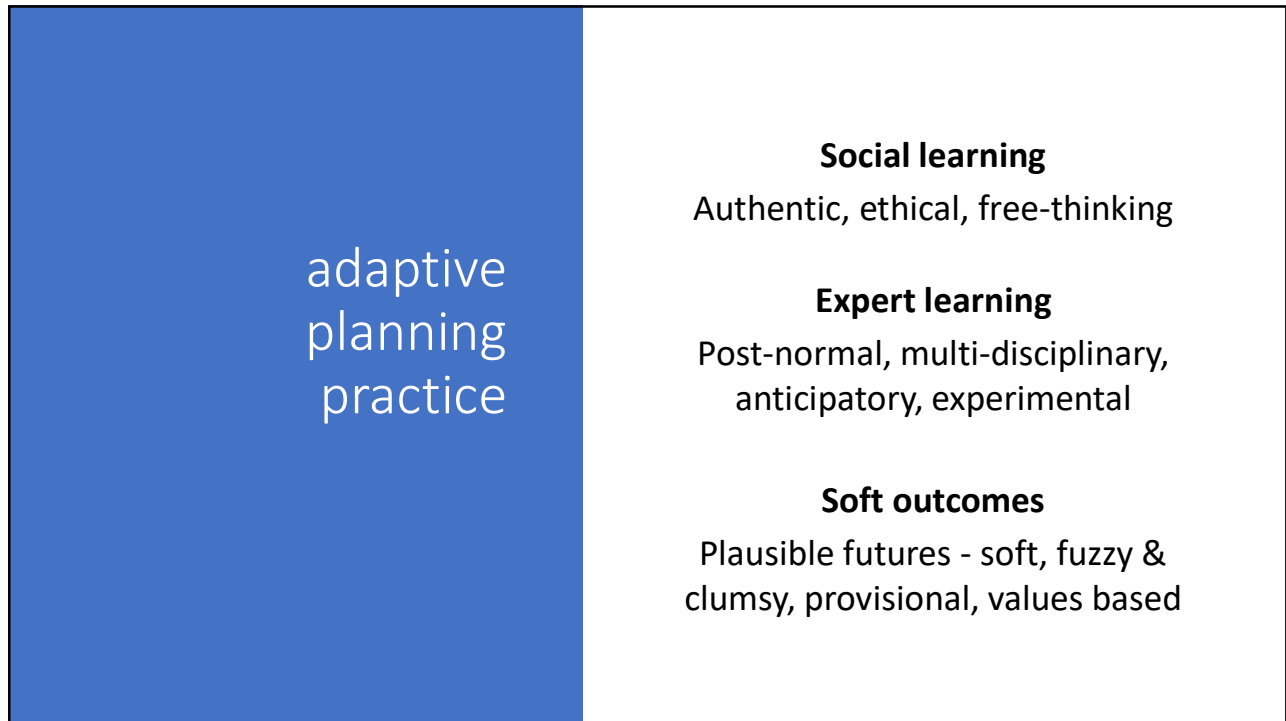 adaptive
planning
practice
Social learning
Authentic, ethical, free-thinking
Expert learning
Post-normal, multi-disciplinary,
anticipatory, experimental
Soft outcomes
Plausible futures - soft, fuzzy &
clumsy, provisional, values based